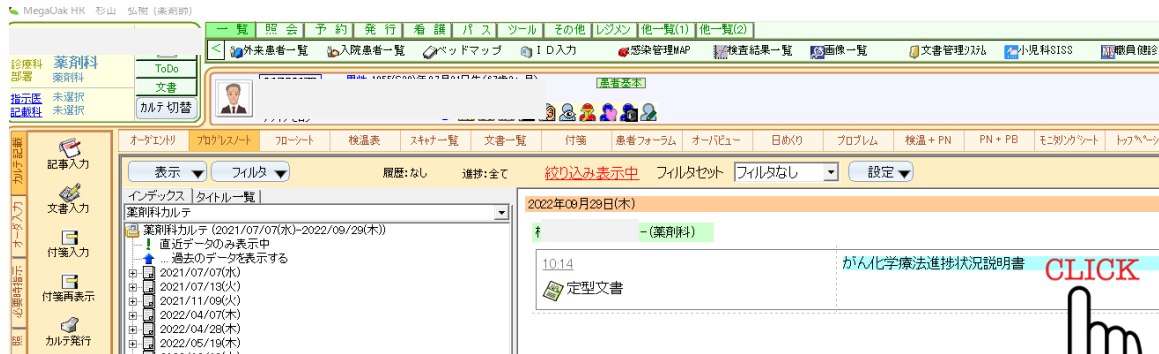 MegaOak HR 杉山 弘樹 (薬剤師)
一 覧 照 会 予 約 発 行 看 護 パ ス ツール その他 レジメン 他一覧(1) 他一覧(2)
< 外来患者一覧 入院患者一覧 ベッドマップ ＩＤ入力 感染管理MAP 検査結果一覧 画像一覧 文書管理ｼｽﾃﾑ 小児科SISS 職員健診
診療科 薬剤科
部署 薬剤科
ToDo
文書
指示医 未選択
記載科 未選択
カルテ切替
患者基本
ｵｰﾀﾞｴﾝﾄﾘ ﾌﾟﾛｸﾞﾚｽﾉｰﾄ ﾌﾛｰｼｰﾄ 検温表 ｽｷｬﾅ一覧 文書一覧 付箋 患者フォーラム オーバビュー 日めくり プロブレム 検温＋PN PN＋PB ﾓﾆﾀﾘﾝｸﾞｼｰﾄ
カルテ記載
記事入力
文書入力
オーダ入力
付箋入力
必要時指示
付箋再表示
カルテ発行
表示 ▼ フィルタ ▼ 履歴:なし 進捗:全て 絞り込み表示中 フィルタセット フィルタなし 設定 ▼
インデックス タイトル一覧
薬剤科カルテ
薬剤科カルテ (2021/07/07(水)-2022/09/29(木))
直近データのみ表示中
... 過去のデータを表示する
2021/07/07(水)
2021/07/13(火)
2021/11/09(火)
2022/04/07(木)
2022/04/28(木)
2022/05/19(木)
2022年09月29日(木)
-(薬剤科)
10:14
定型文書
がん化学療法進捗状況説明書
CLICK